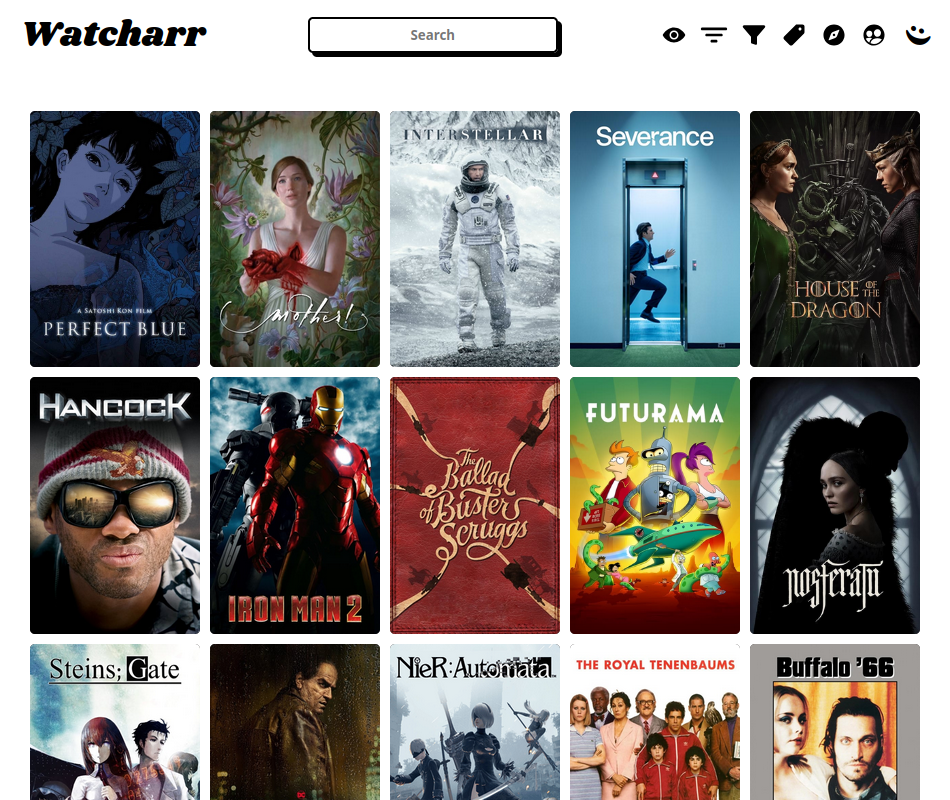 Watcharr
Search
A SATOSHI KON FILM
PERFECT BLUE
mother!
INTERSTELLAR
Severance
HOUSE OF THE
DRAGON
HANCOCK
IRON MAN 2
The
Ballad
of Buster
Scruggs
FUTURAMA
nosferatu
Steins;Gate
DC
NieR:Automata
THE ROYAL TENENBAUMS
Buffalo '66